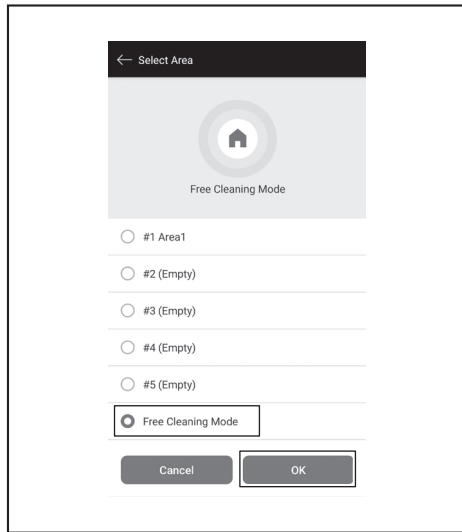 Select Area
Free Cleaning Mode
#1 Area1
#2 (Empty)
#3 (Empty)
#4 (Empty)
#5 (Empty)
Free Cleaning Mode
Cancel OK